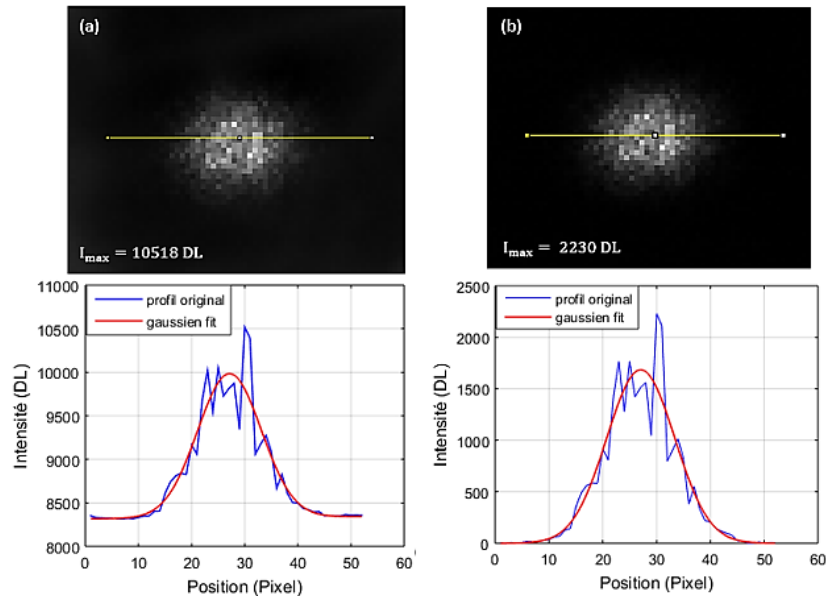 (a)
I_max = 10518 DL
(b)
I_max = 2230 DL
11000
10500
10000
9500
9000
8500
8000
Intensité (DL)
profil original
gaussien fit
0 10 20 30 40 50 60
Position (Pixel)
2500
2000
1500
1000
500
0
Intensité (DL)
profil original
gaussien fit
0 10 20 30 40 50 60
Position (Pixel)